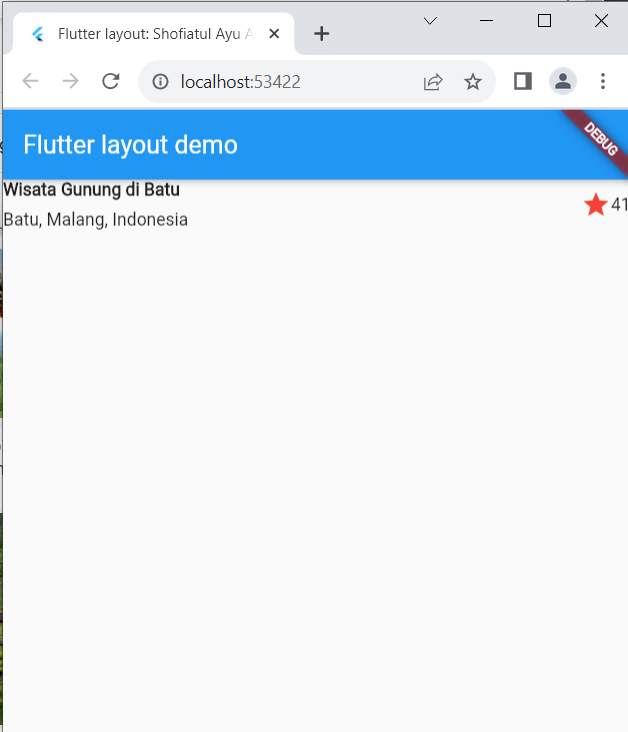 Flutter layout: Shofiatul Ayu A
localhost:53422
Flutter layout demo
DEBUG
Wisata Gunung di Batu
Batu, Malang, Indonesia
41